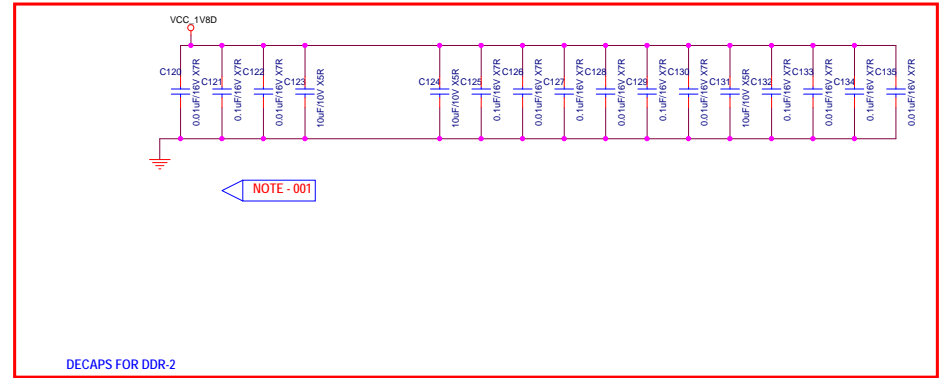 VCC_1V8D
C120
0.01uF/16V X7R
C121
0.1uF/16V X7R
C122
0.01uF/16V X7R
C123
10uF/10V X5R
C124
10uF/10V X5R
C125
0.1uF/16V X7R
C126
0.01uF/16V X7R
C127
0.1uF/16V X7R
C128
0.01uF/16V X7R
C129
0.1uF/16V X7R
C130
0.01uF/16V X7R
C131
10uF/10V X5R
C132
0.1uF/16V X7R
C133
0.01uF/16V X7R
C134
0.1uF/16V X7R
C135
0.01uF/16V X7R
NOTE - 001
DECAPS FOR DDR-2